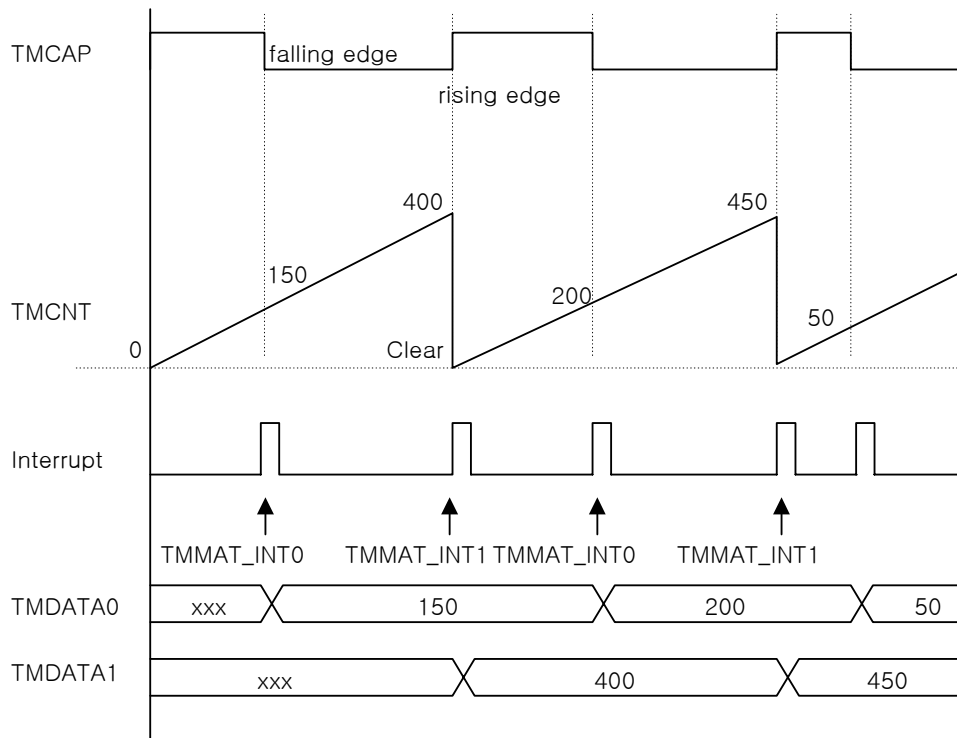 TMCAP
falling edge
rising edge
400
450
150
200
50
TMCNT
0
Clear
Interrupt
TMMAT_INT0 TMMAT_INT1 TMMAT_INT0 TMMAT_INT1
TMDATA0 xxx 150 200 50
TMDATA1 xxx 400 450